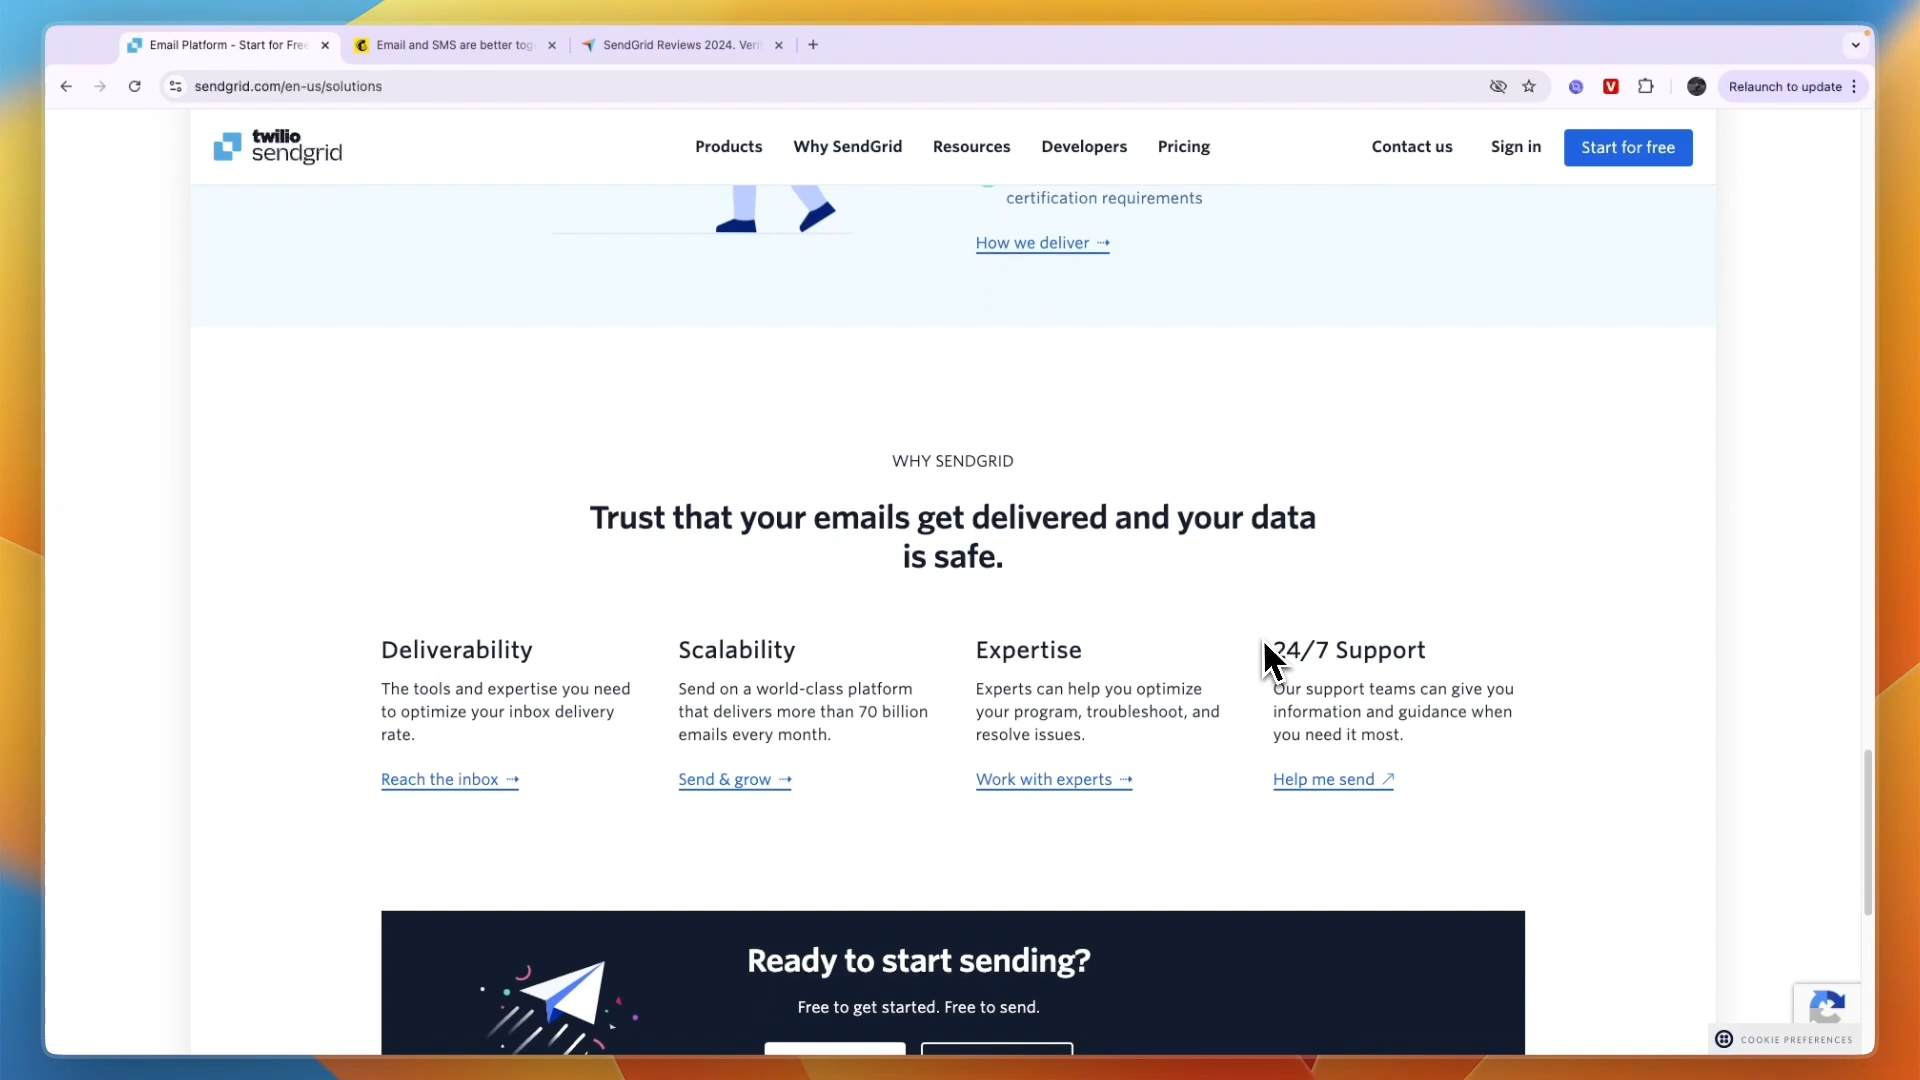 Email Platform - Start for Fre
Email and SMS are better tog
SendGrid Reviews 2024. Veri
sendgrid.com/en-us/solutions
Relaunch to update
twilio
sendgrid
Products
Why SendGrid
Resources
Developers
Pricing
Contact us
Sign in
Start for free
certification requirements
How we deliver
WHY SENDGRID
Trust that your emails get delivered and your data
is safe.
Deliverability
The tools and expertise you need
to optimize your inbox delivery
rate.
Reach the inbox
Scalability
Send on a world-class platform
that delivers more than 70 billion
emails every month.
Send & grow
Expertise
Experts can help you optimize
your program, troubleshoot, and
resolve issues.
Work with experts
24/7 Support
Our support teams can give you
information and guidance when
you need it most.
Help me send
Ready to start sending?
Free to get started. Free to send.
COOKIE PREFERENCES